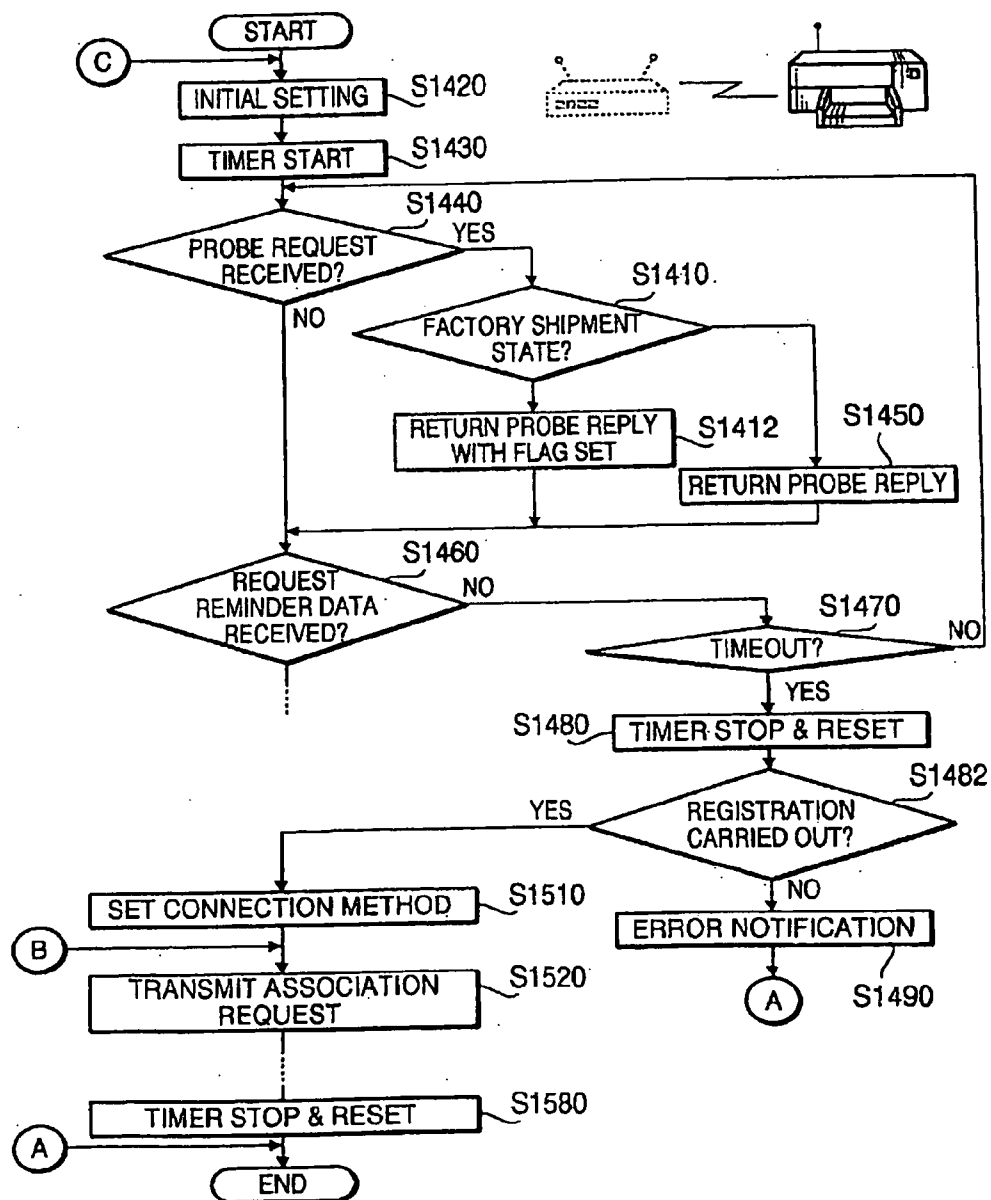 START
C
INITIAL SETTING
S1420
TIMER START
S1430
S1440
PROBE REQUEST
RECEIVED?
YES
NO
S1410
FACTORY SHIPMENT
STATE?
RETURN PROBE REPLY
WITH FLAG SET
S1412
S1450
RETURN PROBE REPLY
S1460
REQUEST
REMINDER DATA
RECEIVED?
NO
S1470
TIMEOUT?
NO
YES
S1480
TIMER STOP & RESET
S1482
REGISTRATION
CARRIED OUT?
YES
NO
SET CONNECTION METHOD
S1510
ERROR NOTIFICATION
S1490
B
A
TRANSMIT ASSOCIATION
REQUEST
S1520
TIMER STOP & RESET
S1580
A
END